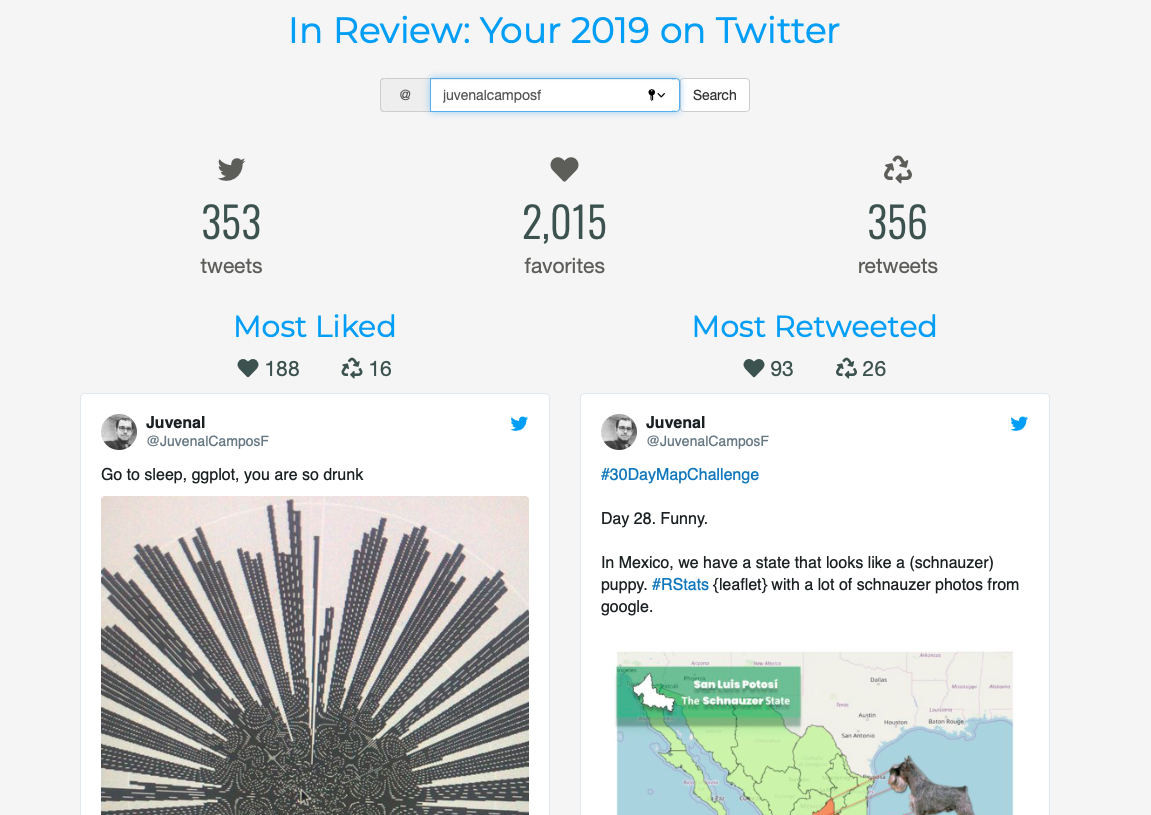 In Review: Your 2019 on Twitter
@ juvenalcamposf Search
353 2,015 356
tweets favorites retweets
Most Liked
188 16
Juvenal
@JuvenalCamposF
Go to sleep, ggplot, you are so drunk
Most Retweeted
93 26
Juvenal
@JuvenalCamposF
#30DayMapChallenge
Day 28. Funny.
In Mexico, we have a state that looks like a (schnauzer)
puppy. #RStats {leaflet} with a lot of schnauzer photos from
google.
Arizona New Mexico Arkansas
San Luis Potosí
The Schnauzer State
Dallas
Mississippi Alabama
Texas Louisiana
Austin Houston Baton Rouge
San Antonio